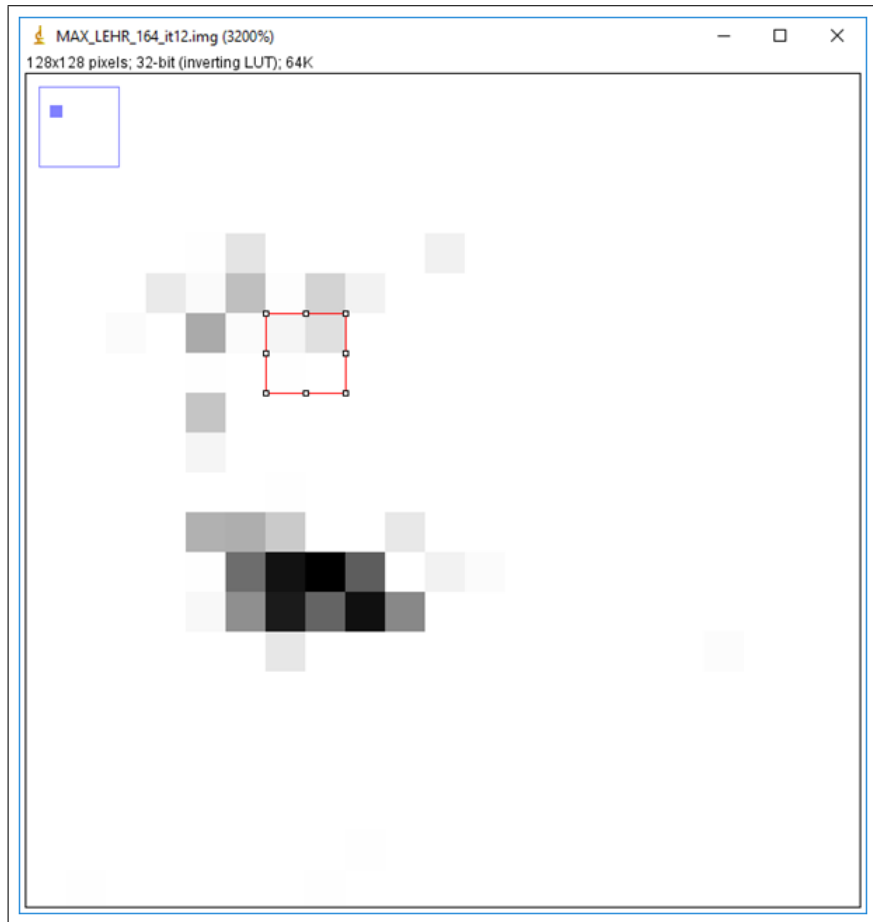 MAX_LEHR_164_it12.img (3200%)
128x128 pixels; 32-bit (inverting LUT); 64K